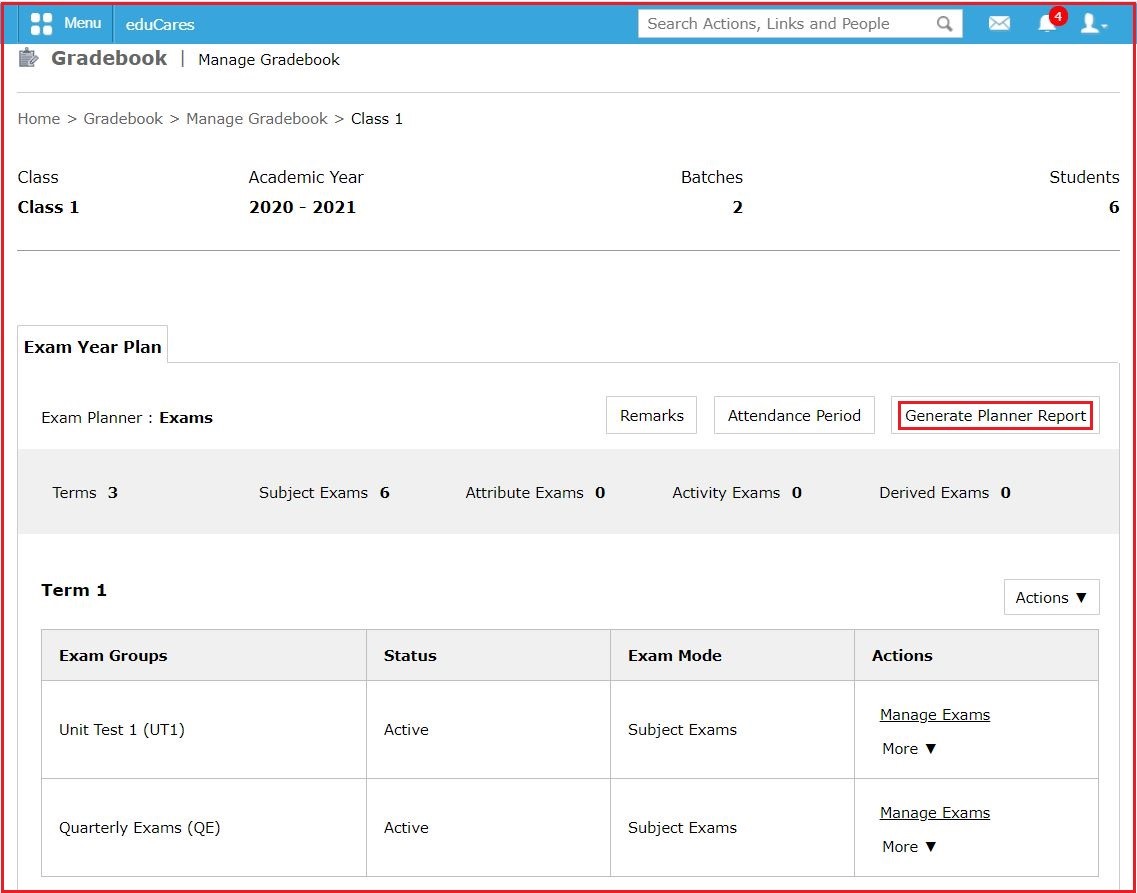 Menu eduCares Search Actions, Links and People 4
Gradebook | Manage Gradebook
Home > Gradebook > Manage Gradebook > Class 1
Class Academic Year Batches Students
Class 1 2020 - 2021 2 6
Exam Year Plan
Exam Planner : Exams Remarks Attendance Period Generate Planner Report
Terms 3 Subject Exams 6 Attribute Exams 0 Activity Exams 0 Derived Exams 0
Term 1
Actions ▼
Exam Groups Status Exam Mode Actions
Unit Test 1 (UT1) Active Subject Exams Manage Exams
More ▼
Quarterly Exams (QE) Active Subject Exams Manage Exams
More ▼